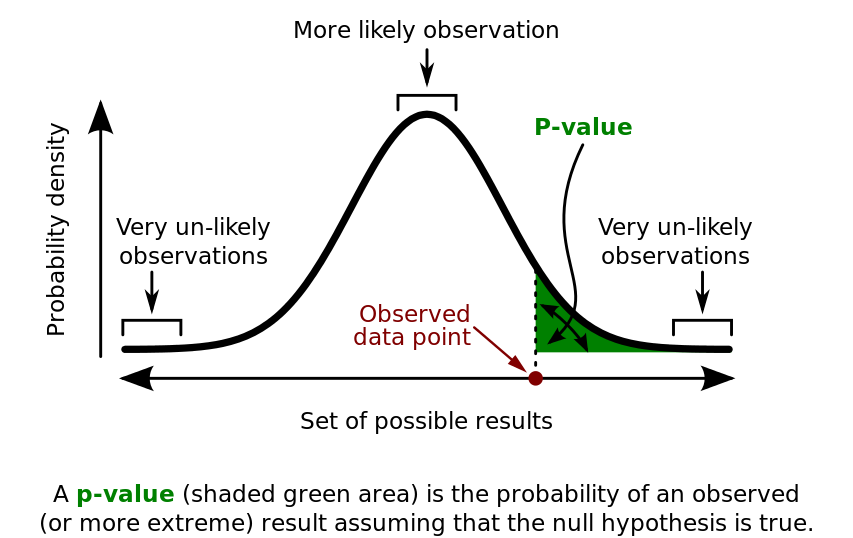 More likely observation
P-value
Probability density
Very un-likely
observations
Very un-likely
observations
Observed
data point
Set of possible results
A p-value (shaded green area) is the probability of an observed
(or more extreme) result assuming that the null hypothesis is true.